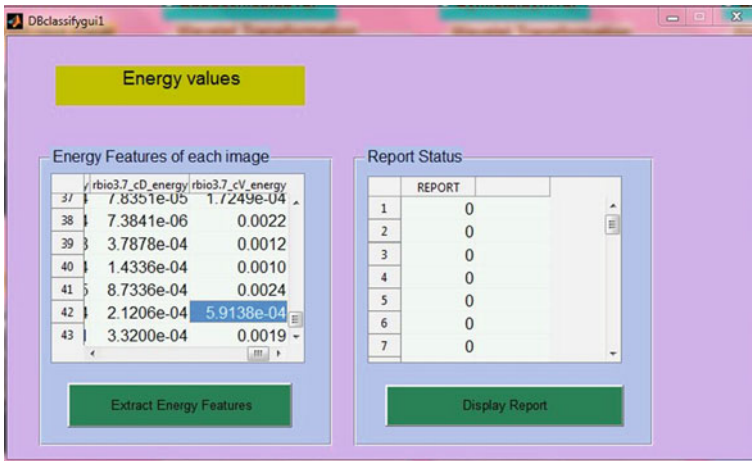 DBclassifygui1
Energy values
Energy Features of each image
rbio3.7_cD_energy rbio3.7_cV_energy
37 7.8351e-05 1.7249e-04
38 7.3841e-06 0.0022
39 3.7878e-04 0.0012
40 1.4336e-04 0.0010
41 8.7336e-04 0.0024
42 2.1206e-04 5.9138e-04
43 3.3200e-04 0.0019
Extract Energy Features
Report Status
REPORT
1 0
2 0
3 0
4 0
5 0
6 0
7 0
Display Report